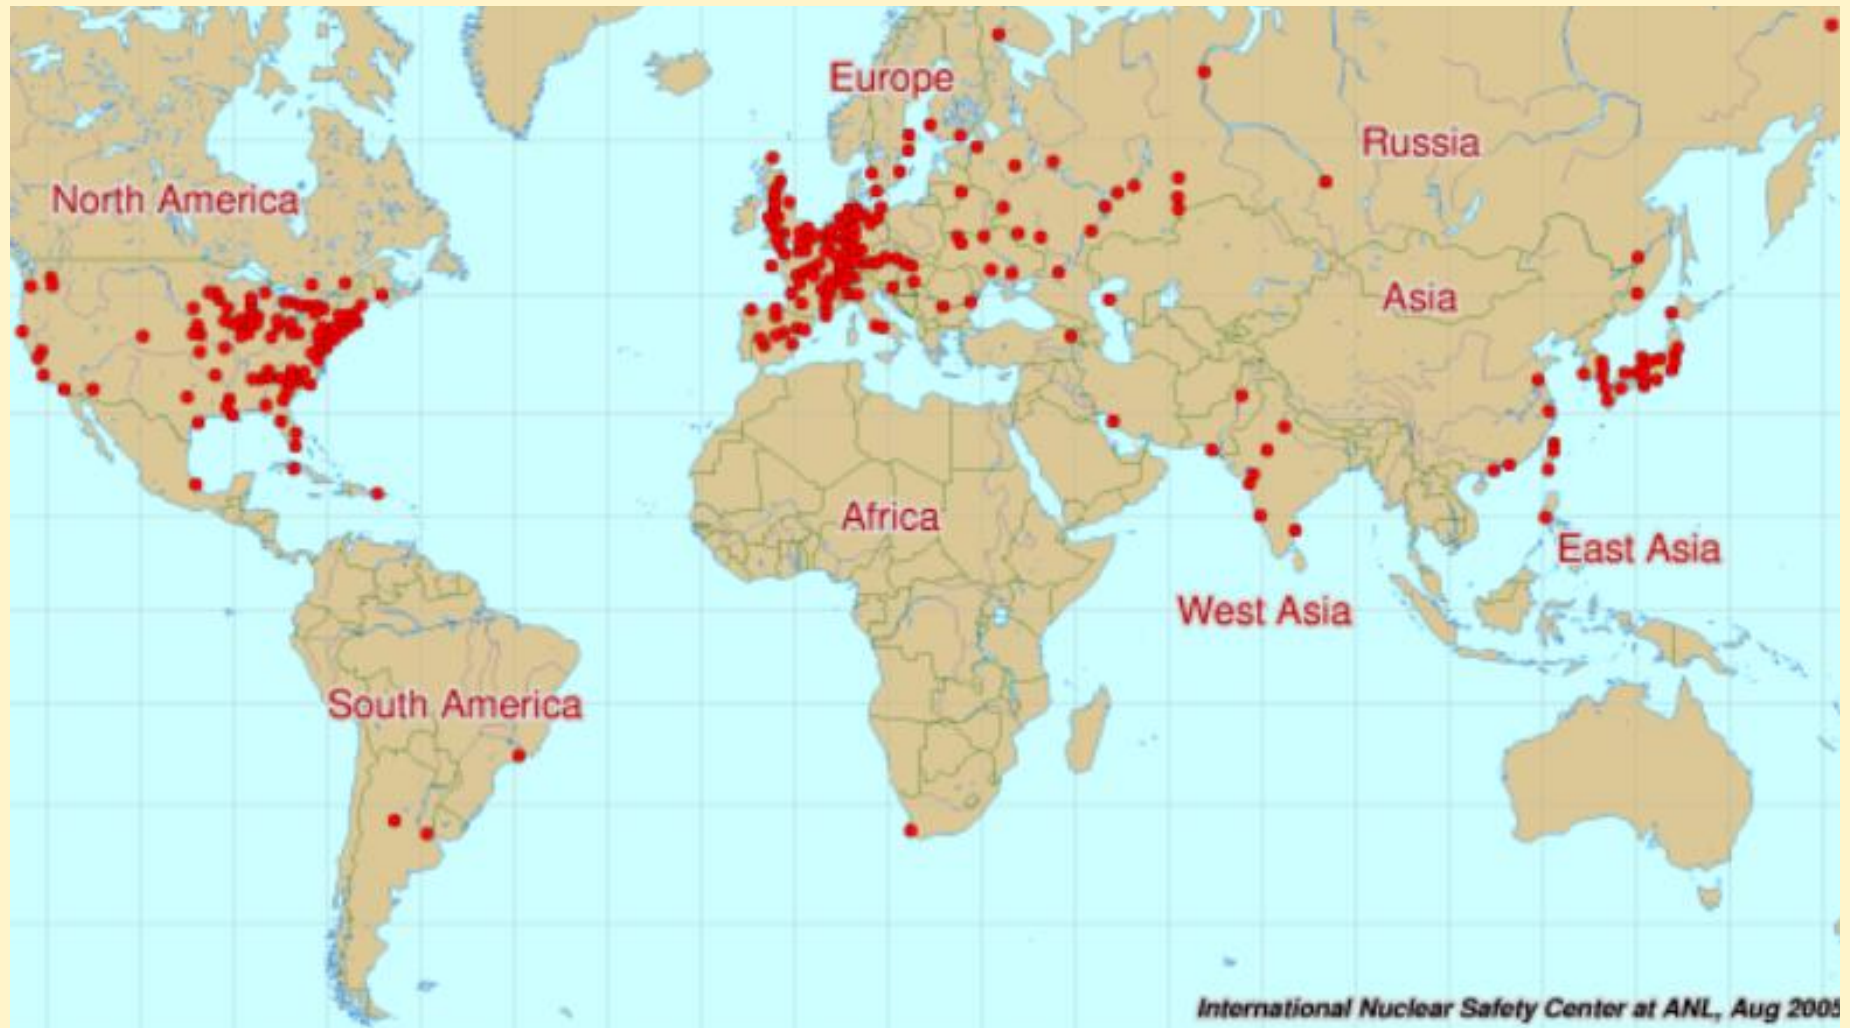 Europe
Russia
North America
Asia
Africa
East Asia
West Asia
South America
International Nuclear Safety Center at ANL, Aug 2005